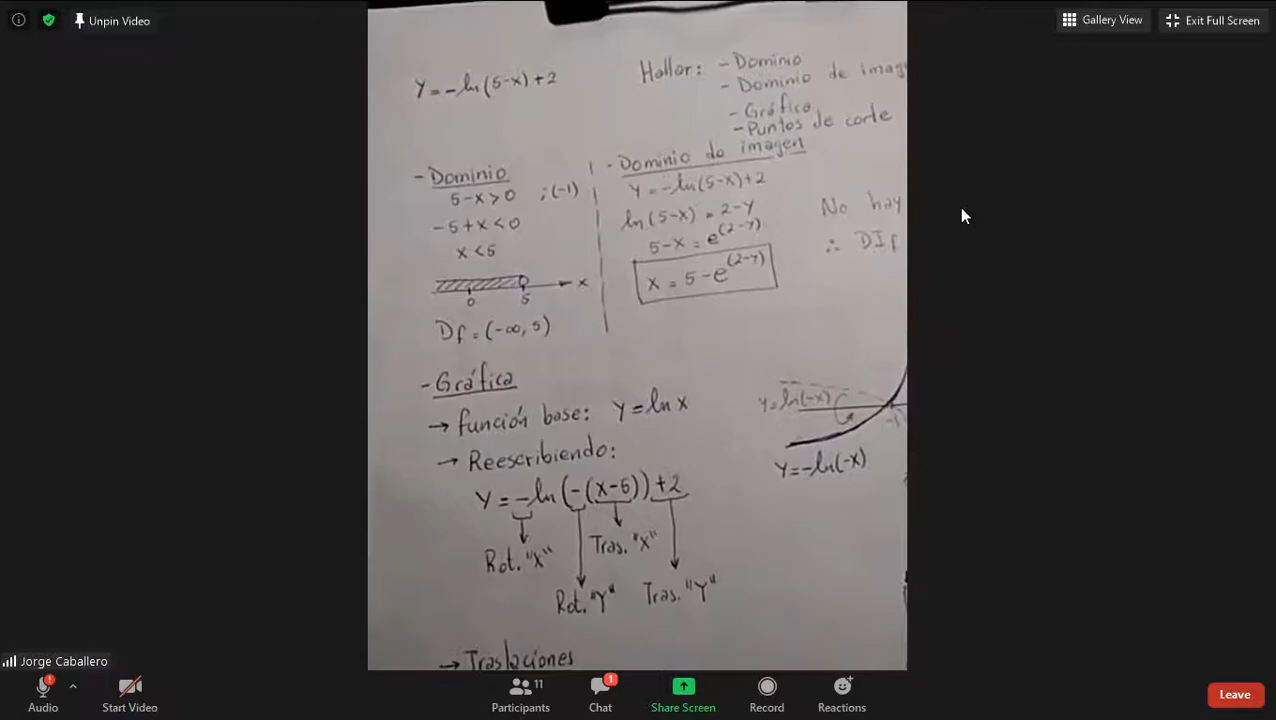 Unpin Video
Gallery View
Exit Full Screen
Y = -ln(5-x)+2
Hallar: - Dominio
- Dominio de imag
- Gráfica
- Puntos de corte
- Dominio
5-x>0 ; (-1)
-5+x<0
x<5
0 5 x
Df = (-∞, 5)
- Dominio de imagen
Y = -ln(5-x)+2
ln(5-x) = 2-Y
5-x = e^(2-Y)
x = 5-e^(2-Y)
No hay
∴ DIf
- Gráfica
→ función base: Y = ln x
→ Reescribiendo:
Y = -ln(-(x-5))+2
Rot. "X"
Tras. "X"
Rot. "Y"
Tras. "Y"
Y=ln(-x)
Y=-ln(-x)
→ Traslaciones
Jorge Caballero
Audio
Start Video
11
Participants
1
Chat
Share Screen
Record
Reactions
Leave